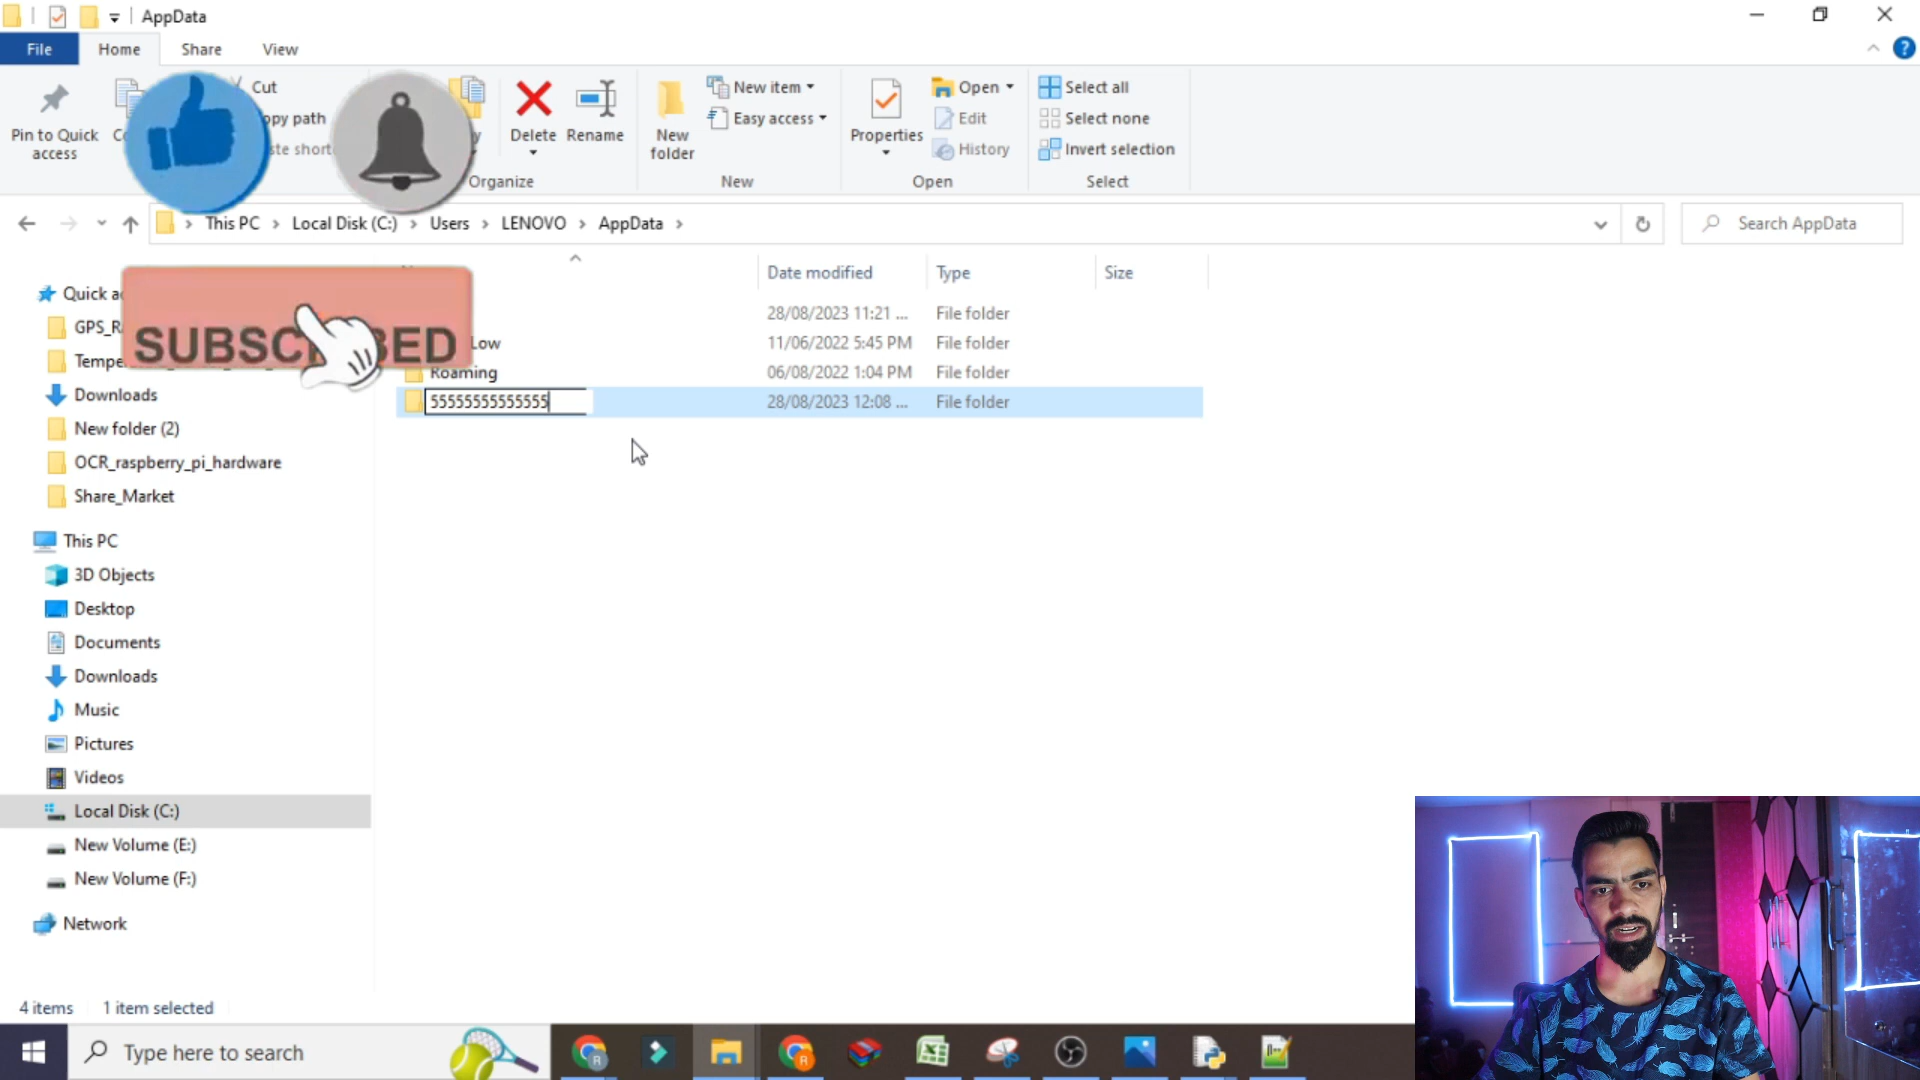 AppData
File Home Share View
Pin to Quick access
Cut
opy path
ste short
Delete
Rename
Organize
New folder
New item
Easy access
New
Properties
Open
Edit
History
Open
Select all
Select none
Invert selection
Select
This PC > Local Disk (C:) > Users > LENOVO > AppData >
Search AppData
Date modified Type Size
Quick a
GPS_R
Tempe
Downloads
New folder (2)
OCR_raspberry_pi_hardware
Share_Market
This PC
3D Objects
Desktop
Documents
Downloads
Music
Pictures
Videos
Local Disk (C:)
New Volume (E:)
New Volume (F:)
Network
SUBSC BED
28/08/2023 11:21 ... File folder
Low 11/06/2022 5:45 PM File folder
Roaming 06/08/2022 1:04 PM File folder
55555555555555 28/08/2023 12:08 ... File folder
4 items 1 item selected
Type here to search